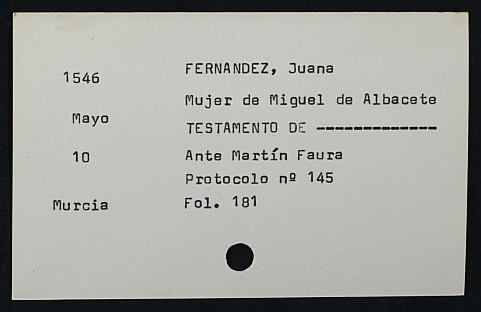 1546
FERNANDEZ, Juana
Mujer de Miguel de Albacete
Mayo
TESTAMENTO DE -------------
10
Ante Martín Faura
Protocolo nº 145
Murcia
Fol. 181